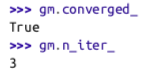 >>> gm.converged_
True
>>> gm.n_iter_
3